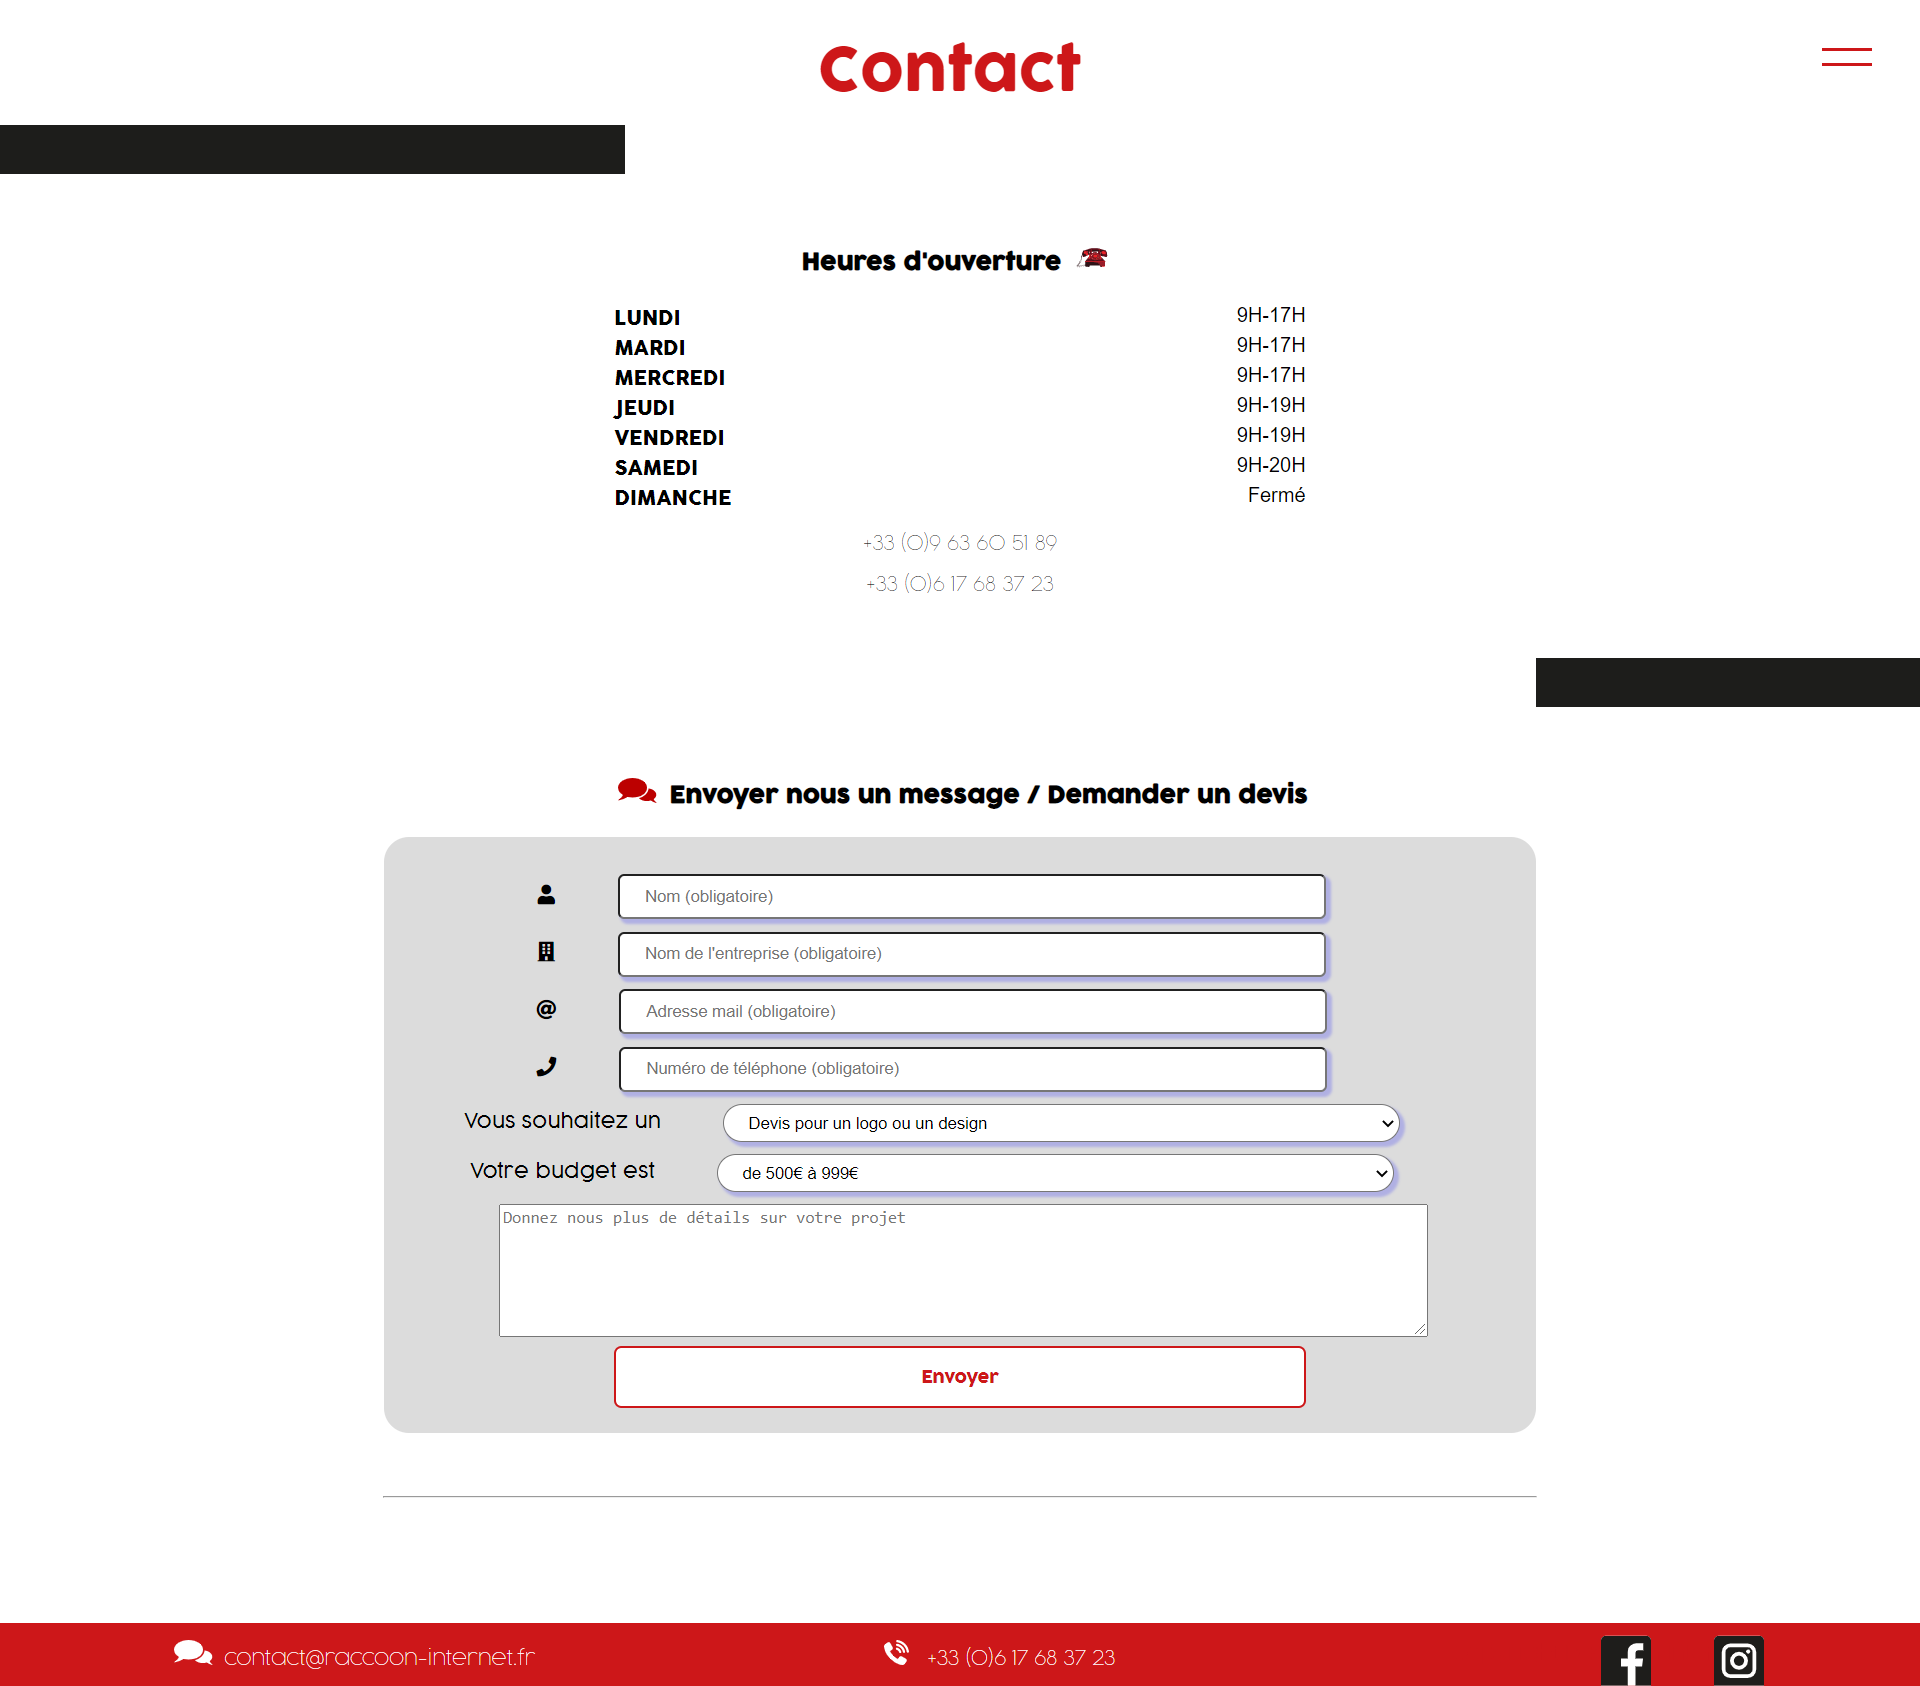 Contact
Heures d'ouverture
LUNDI 9H-17H
MARDI 9H-17H
MERCREDI 9H-17H
JEUDI 9H-19H
VENDREDI 9H-19H
SAMEDI 9H-20H
DIMANCHE Fermé
+33 (0)9 63 60 51 89
+33 (0)6 17 68 37 23
Envoyer nous un message / Demander un devis
Nom (obligatoire)
Nom de l'entreprise (obligatoire)
Adresse mail (obligatoire)
Numéro de téléphone (obligatoire)
Vous souhaitez un Devis pour un logo ou un design
Votre budget est de 500€ à 999€
Donnez nous plus de détails sur votre projet
Envoyer
contact@raccoon-internet.fr +33 (0)6 17 68 37 23